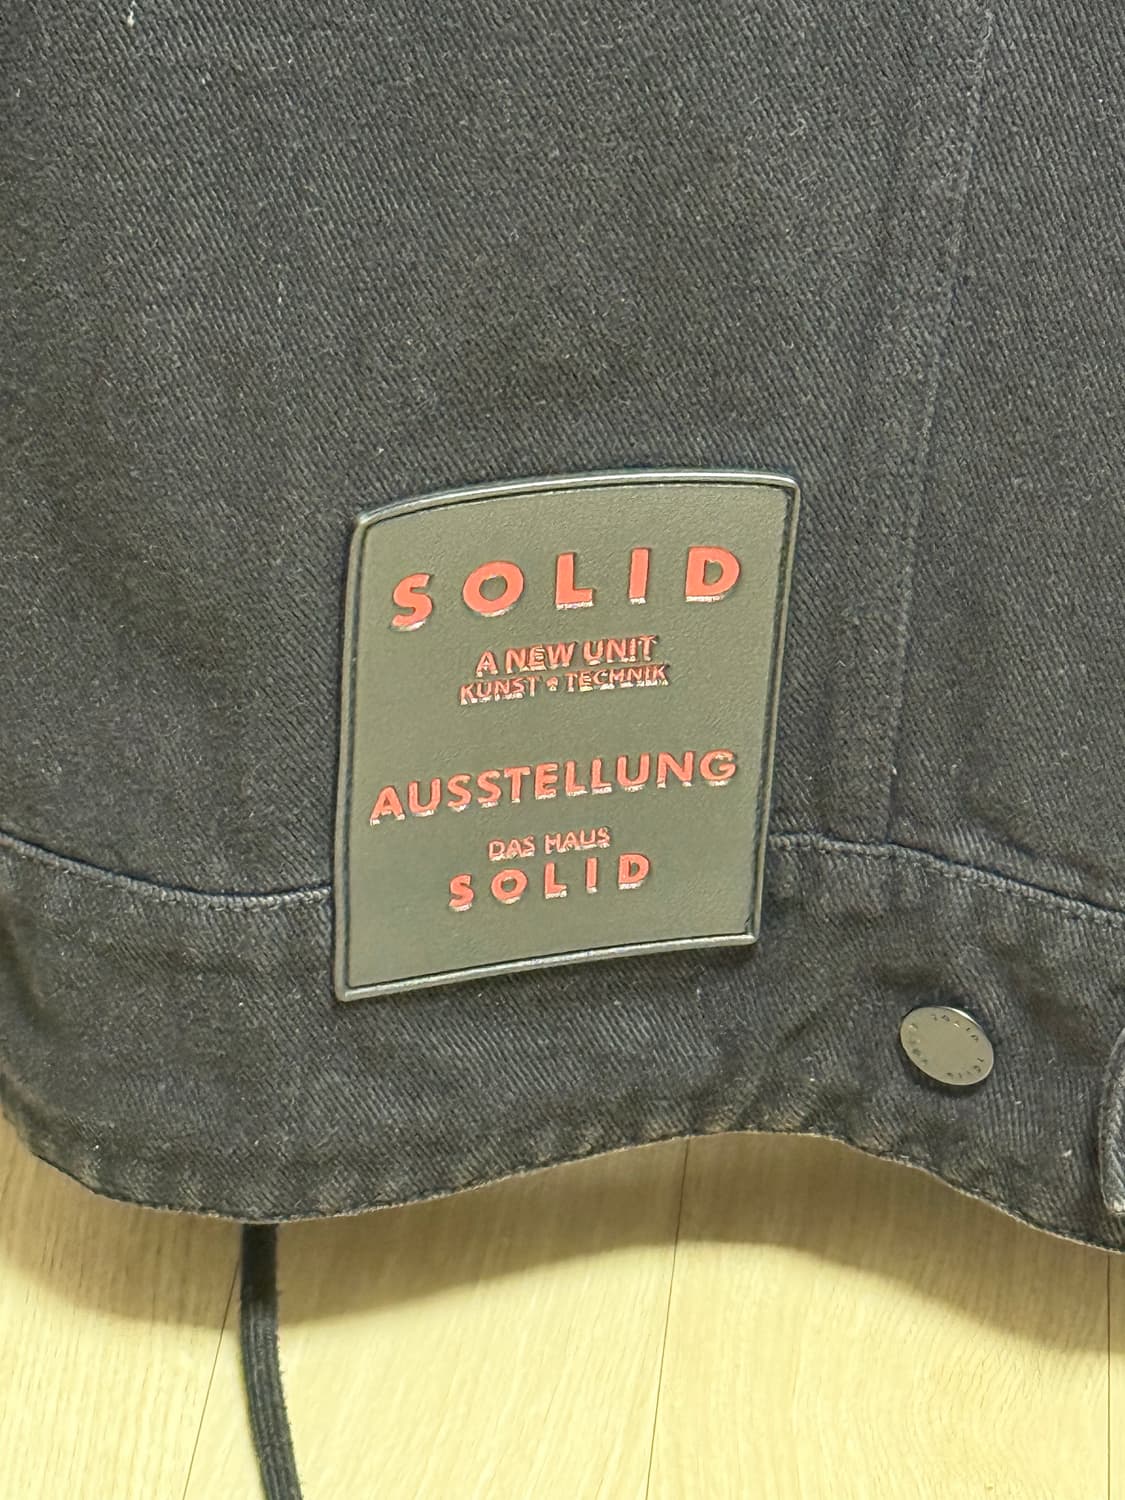 SOLID
A NEW UNIT
KUNST • TECHNIK
AUSSTELLUNG
DAS HAUS
SOLID